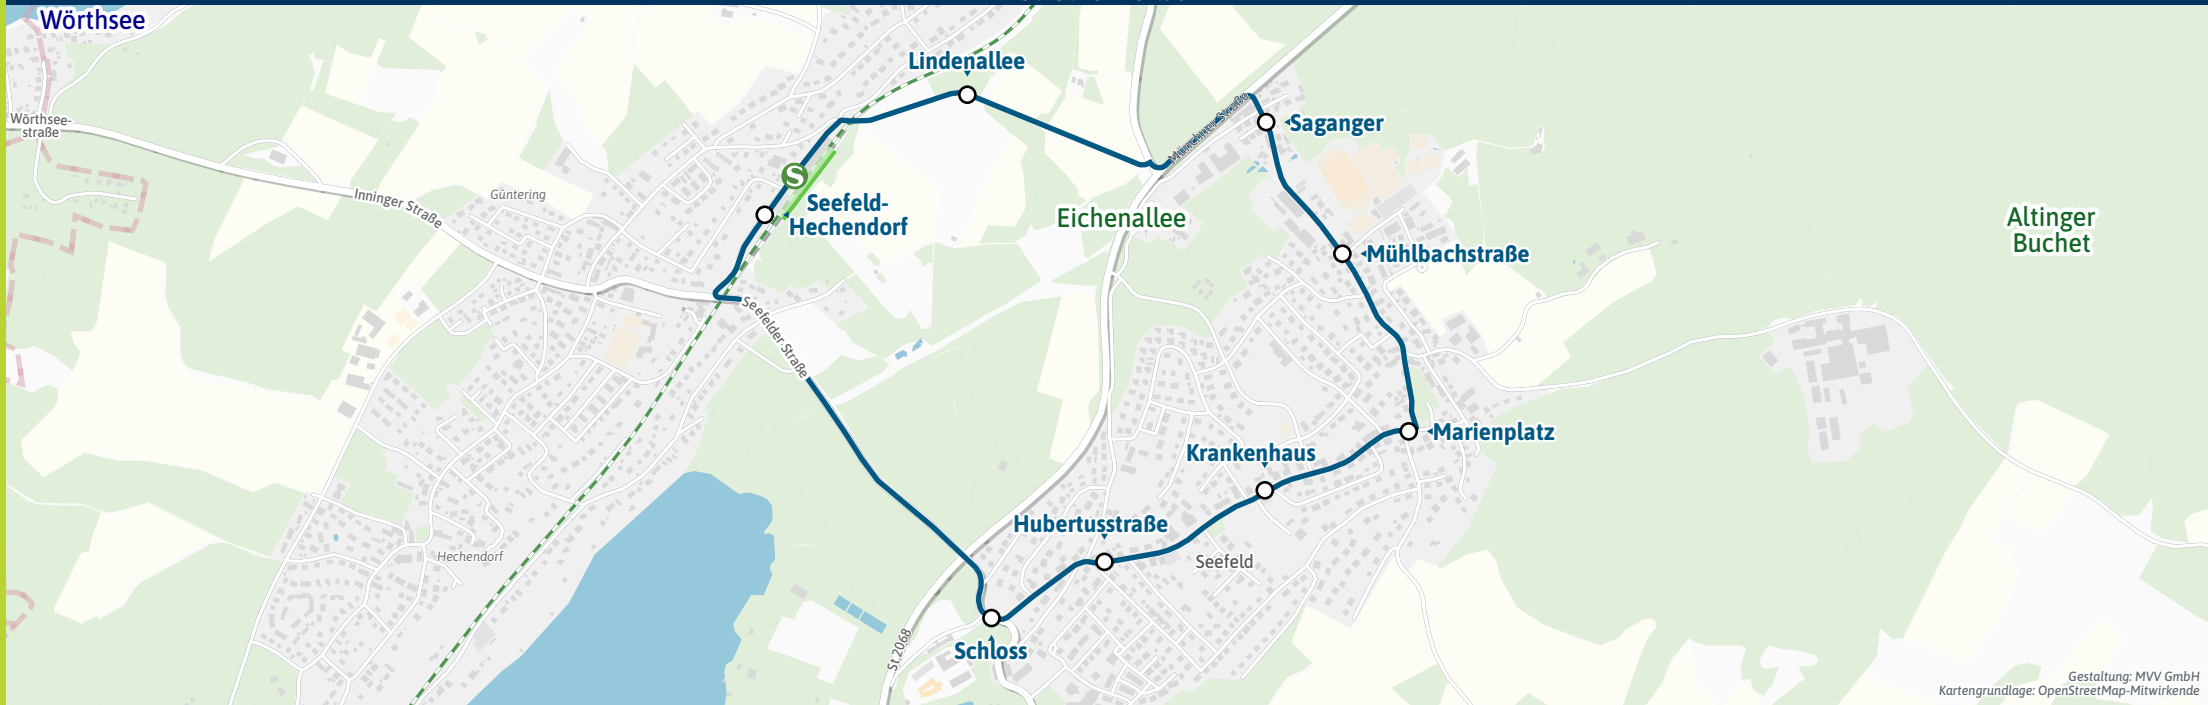 Wörthsee
Lindenallee
Wörthsee-
straße
Münchner Straße
Saganger
Inninger Straße
Güntering
S
Seefeld-
Hechendorf
Eichenallee
Altinger
Buchet
Mühlbachstraße
Seefelder Straße
Marienplatz
Krankenhaus
Hubertusstraße
Hechendorf
Seefeld
St 2068
Schloss
Gestaltung: MVV GmbH
Kartengrundlage: OpenStreetMap-Mitwirkende